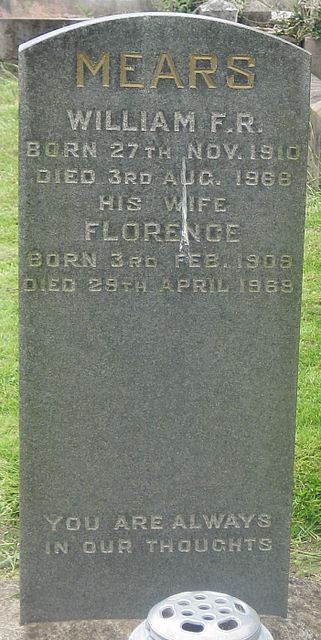 MEARS
WILLIAM F.R.
BORN 27TH NOV. 1910
DIED 3RD AUG. 1988
HIS WIFE
FLORENCE
BORN 3RD FEB. 1909
DIED 29TH APRIL 1989
YOU ARE ALWAYS
IN OUR THOUGHTS